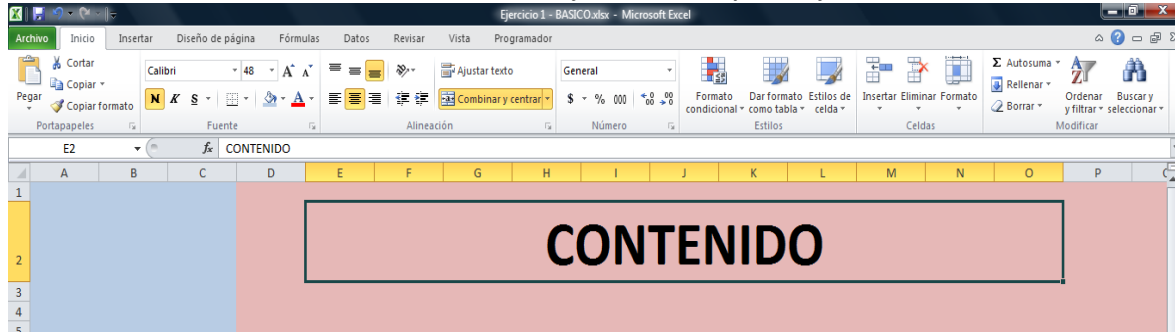 Ejercicio 1 - BASICO.xlsx - Microsoft Excel
Archivo Inicio Insertar Diseño de página Fórmulas Datos Revisar Vista Programador
Pegar
Cortar
Copiar
Copiar formato
Portapapeles
Calibri 48 A A
N K S A
Fuente
Ajustar texto
Combinar y centrar
Alineación
General
$ % 000
Número
Formato condicional
Dar formato como tabla
Estilos de celda
Estilos
Insertar Eliminar Formato
Celdas
Σ Autosuma
Rellenar
Borrar
Ordenar y filtrar
Buscar y seleccionar
Modificar
E2 fx CONTENIDO
A B C D E F G H I J K L M N O P
1
2 CONTENIDO
3
4
5